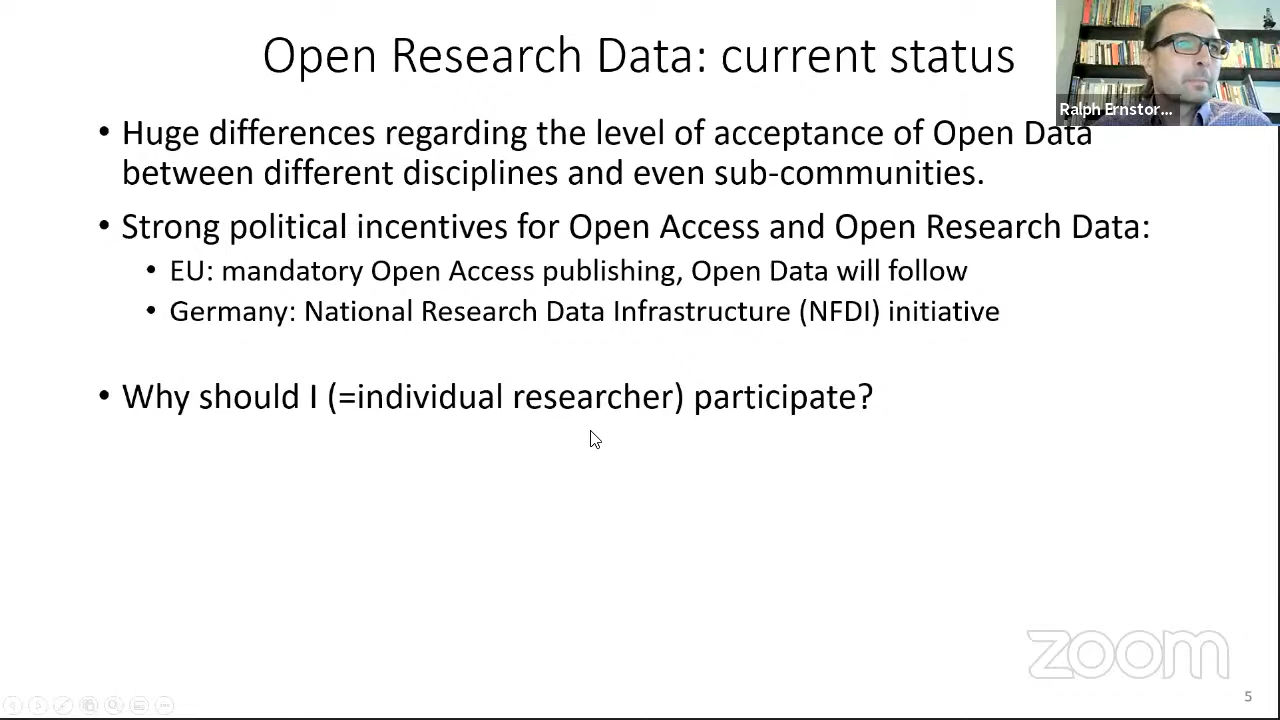 Open Research Data: current status
Ralph Ernstor...
• Huge differences regarding the level of acceptance of Open Data
between different disciplines and even sub-communities.
• Strong political incentives for Open Access and Open Research Data:
• EU: mandatory Open Access publishing, Open Data will follow
• Germany: National Research Data Infrastructure (NFDI) initiative
• Why should I (=individual researcher) participate?
zoom
5